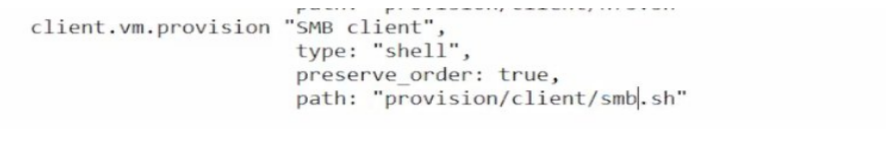 client.vm.provision "SMB client",
type: "shell",
preserve_order: true,
path: "provision/client/smb.sh"